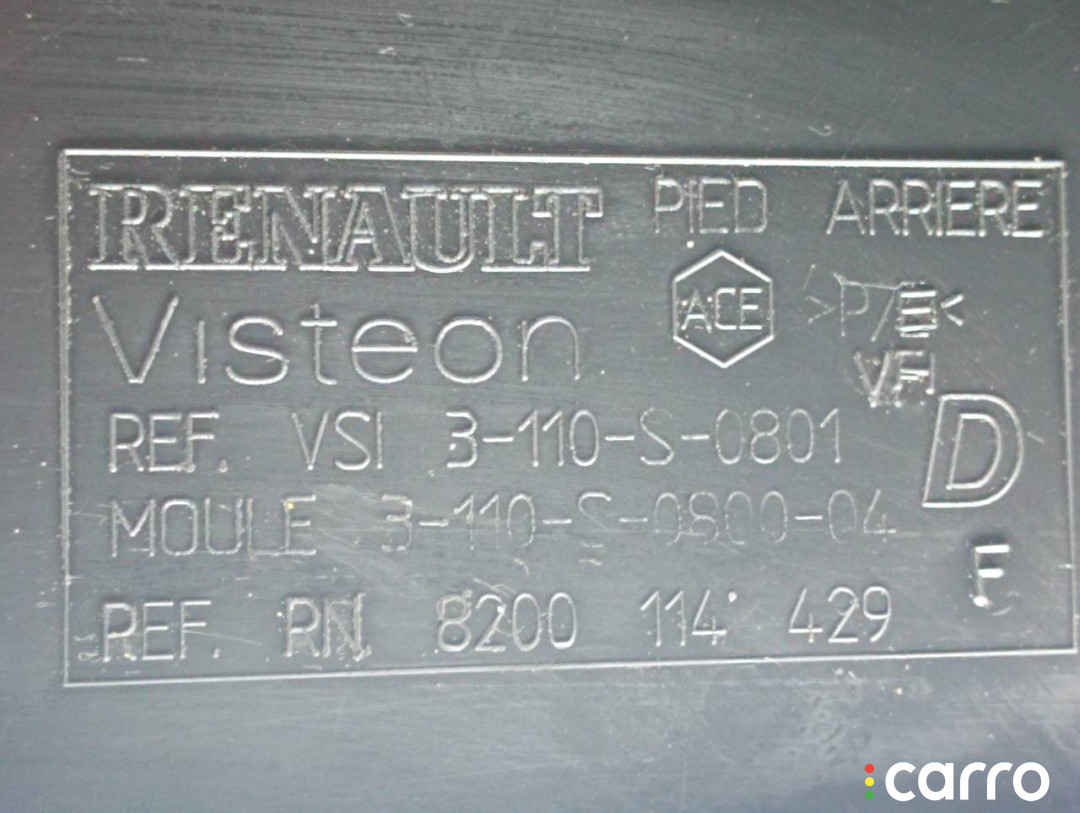 RENAULT PIED ARRIERE
Visteon ACE
VSI
REF. VSI 3-110-S-0801
D
MOULE 3-110-S-0800-04
REF. RN 8200 114 429
carro